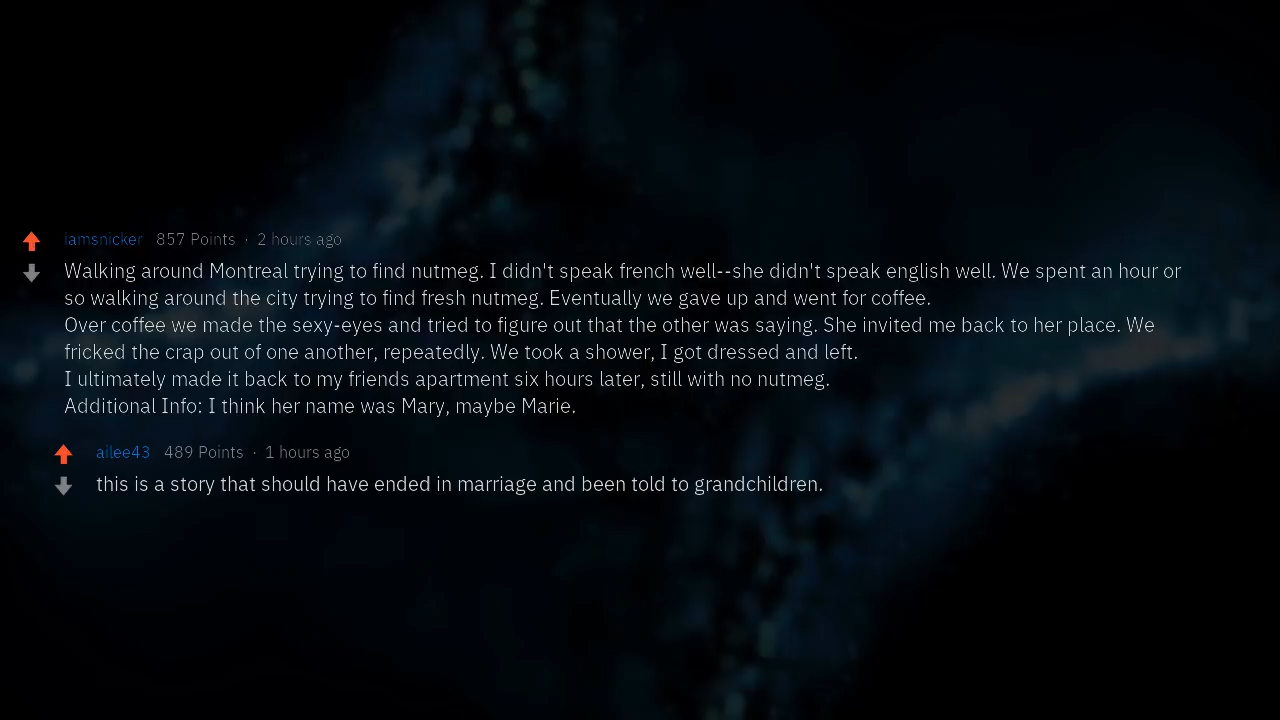 iamsnicker 857 Points · 2 hours ago
Walking around Montreal trying to find nutmeg. I didn't speak french well--she didn't speak english well. We spent an hour or
so walking around the city trying to find fresh nutmeg. Eventually we gave up and went for coffee.
Over coffee we made the sexy-eyes and tried to figure out that the other was saying. She invited me back to her place. We
fricked the crap out of one another, repeatedly. We took a shower, I got dressed and left.
I ultimately made it back to my friends apartment six hours later, still with no nutmeg.
Additional Info: I think her name was Mary, maybe Marie.
ailee43 489 Points · 1 hours ago
this is a story that should have ended in marriage and been told to grandchildren.